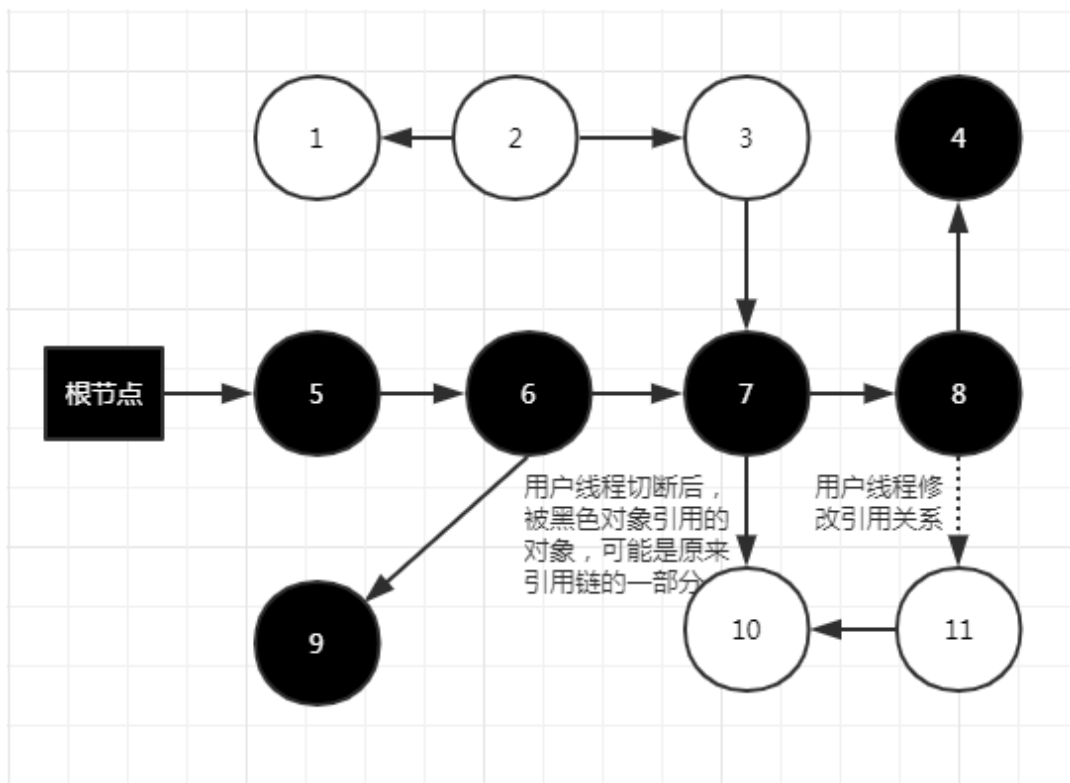 1
2
3
4
根节点
5
6
7
8
用户线程切断后，
被黑色对象引用的
对象，可能是原来
引用链的一部分
用户线程修
改引用关系
9
10
11